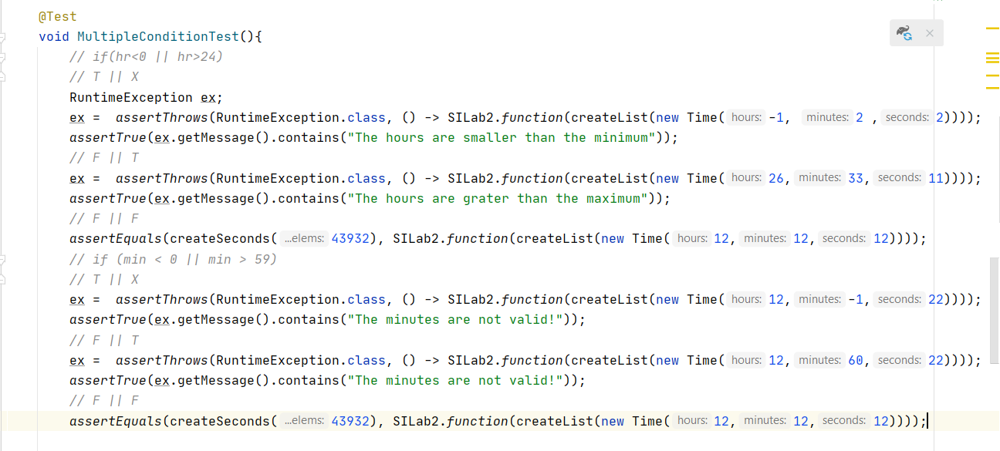 @Test
void MultipleConditionTest(){
// if(hr<0 || hr>24)
// T || X
RuntimeException ex;
ex =  assertThrows(RuntimeException.class, () -> SILab2.function(createList(new Time( hours: -1,  minutes: 2 , seconds: 2))));
assertTrue(ex.getMessage().contains("The hours are smaller than the minimum"));
// F || T
ex =  assertThrows(RuntimeException.class, () -> SILab2.function(createList(new Time( hours: 26, minutes: 33, seconds: 11))));
assertTrue(ex.getMessage().contains("The hours are grater than the maximum"));
// F || F
assertEquals(createSeconds( ...elems: 43932), SILab2.function(createList(new Time( hours: 12, minutes: 12, seconds: 12))));
// if (min < 0 || min > 59)
// T || X
ex =  assertThrows(RuntimeException.class, () -> SILab2.function(createList(new Time( hours: 12, minutes: -1, seconds: 22))));
assertTrue(ex.getMessage().contains("The minutes are not valid!"));
// F || T
ex =  assertThrows(RuntimeException.class, () -> SILab2.function(createList(new Time( hours: 12, minutes: 60, seconds: 22))));
assertTrue(ex.getMessage().contains("The minutes are not valid!"));
// F || F
assertEquals(createSeconds( ...elems: 43932), SILab2.function(createList(new Time( hours: 12, minutes: 12, seconds: 12))));